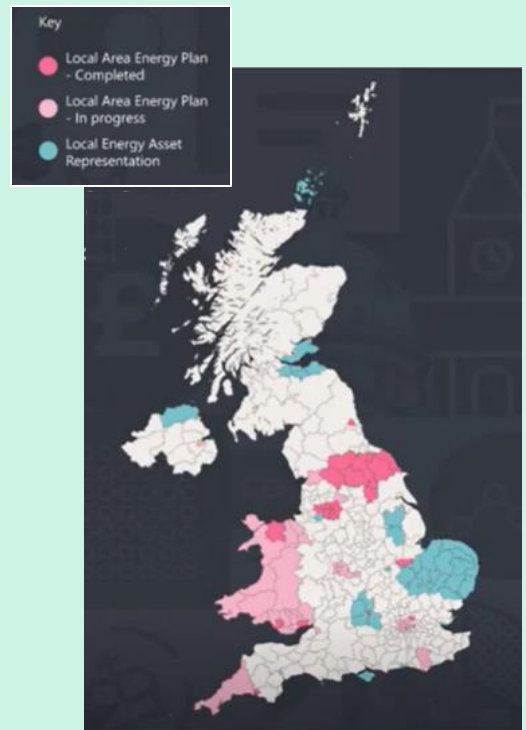 Key
Local Area Energy Plan
- Completed
Local Area Energy Plan
- In progress
Local Energy Asset
Representation